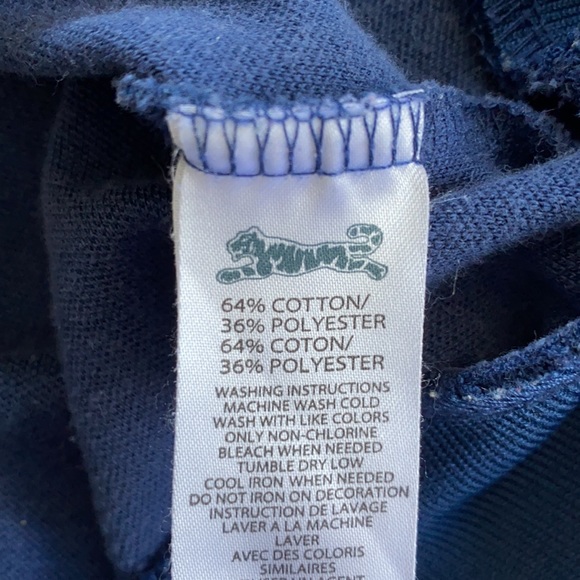 64% COTTON/
36% POLYESTER
64% COTON/
36% POLYESTER
WASHING INSTRUCTIONS
MACHINE WASH COLD
WASH WITH LIKE COLORS
ONLY NON-CHLORINE
BLEACH WHEN NEEDED
TUMBLE DRY LOW
COOL IRON WHEN NEEDED
DO NOT IRON ON DECORATION
INSTRUCTION DE LAVAGE
LAVER A LA MACHINE
LAVER
AVEC DES COLORIS
SIMILAIRES